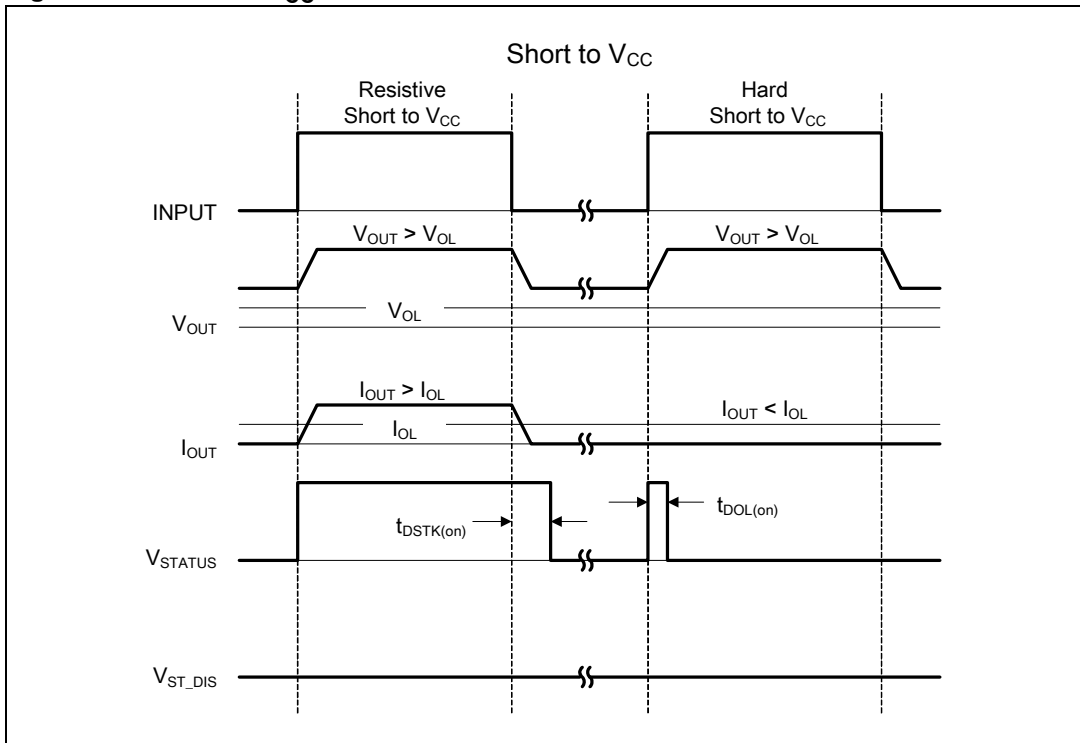 Short to VCC
Resistive
Short to VCC
Hard
Short to VCC
INPUT
VOUT > VOL
VOUT > VOL
VOL
VOUT
IOUT > IOL
IOUT < IOL
IOL
IOUT
tDSTK(on)
tDOL(on)
VSTATUS
VST_DIS